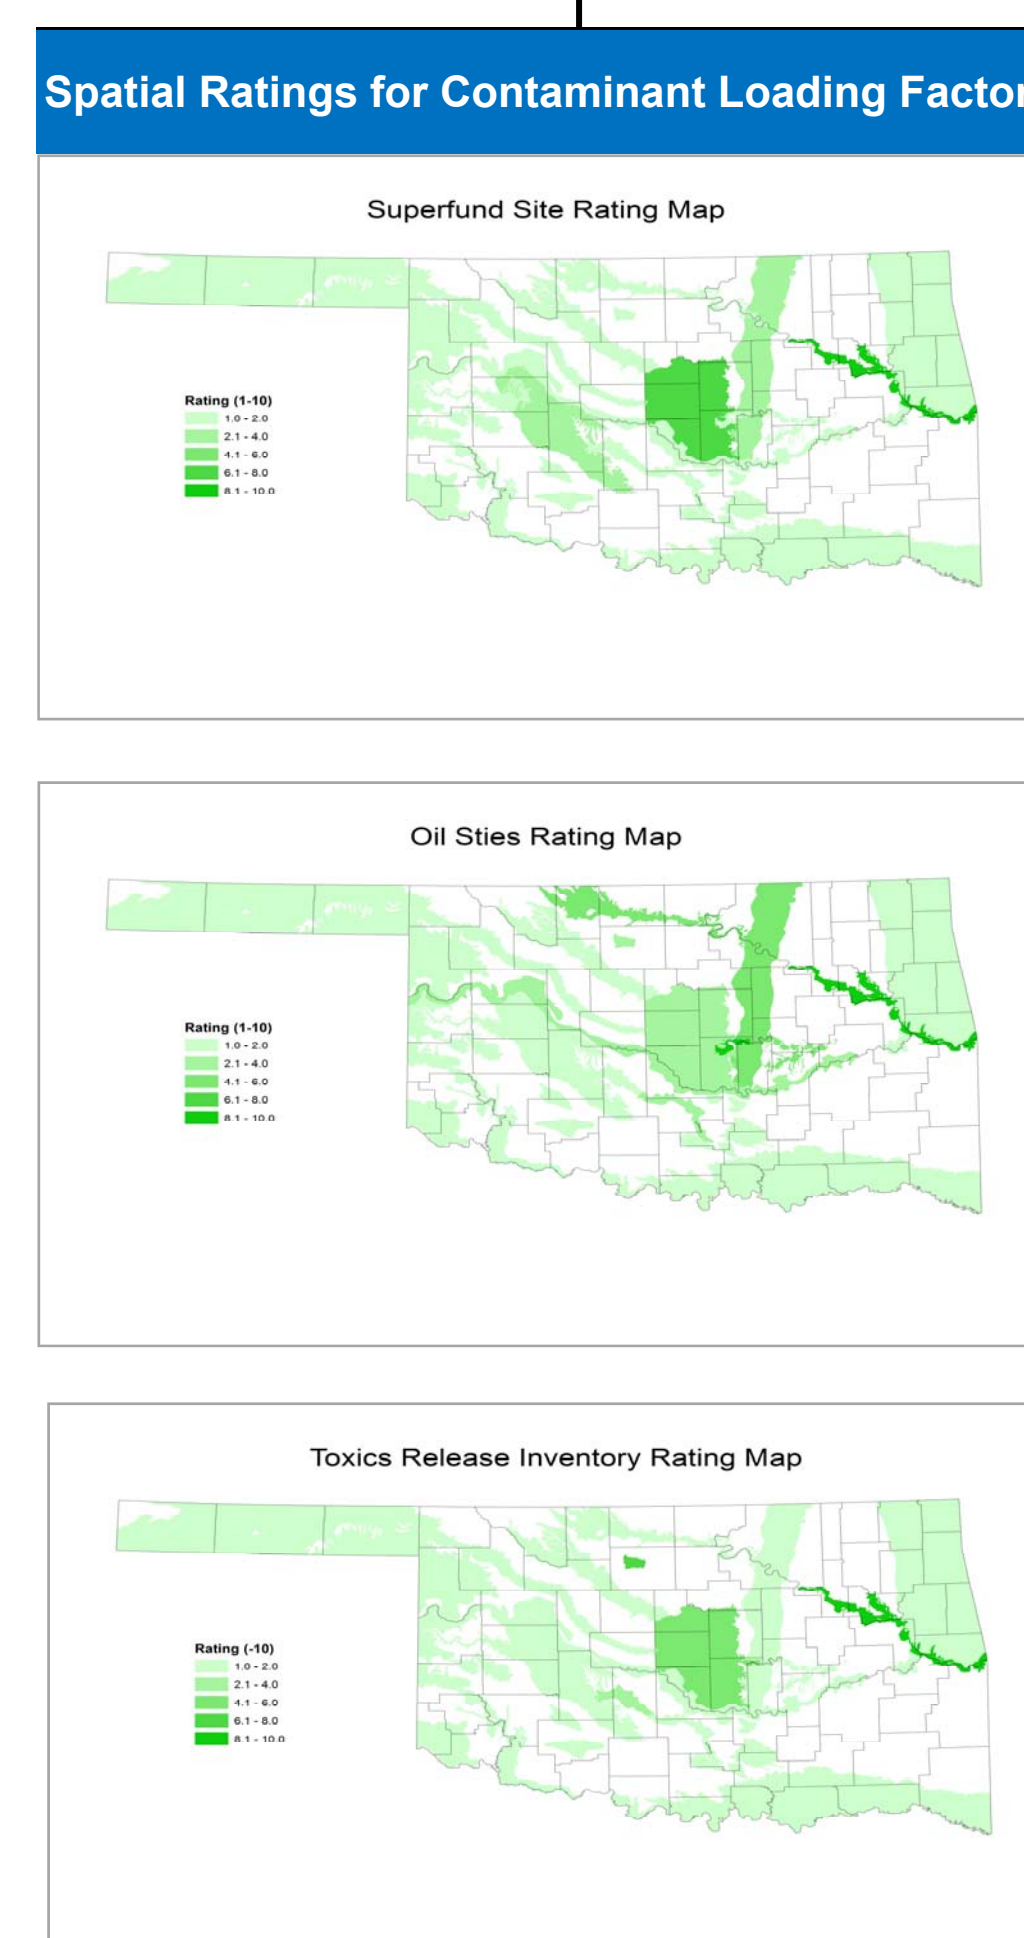 Spatial Ratings for Contaminant Loading Factor
Superfund Site Rating Map
Rating (1-10)
1.0 - 2.0
2.1 - 4.0
4.1 - 6.0
6.1 - 8.0
8.1 - 10.0
Oil Sties Rating Map
Rating (1-10)
1.0 - 2.0
2.1 - 4.0
4.1 - 6.0
6.1 - 8.0
8.1 - 10.0
Toxics Release Inventory Rating Map
Rating (-10)
1.0 - 2.0
2.1 - 4.0
4.1 - 6.0
6.1 - 8.0
8.1 - 10.0